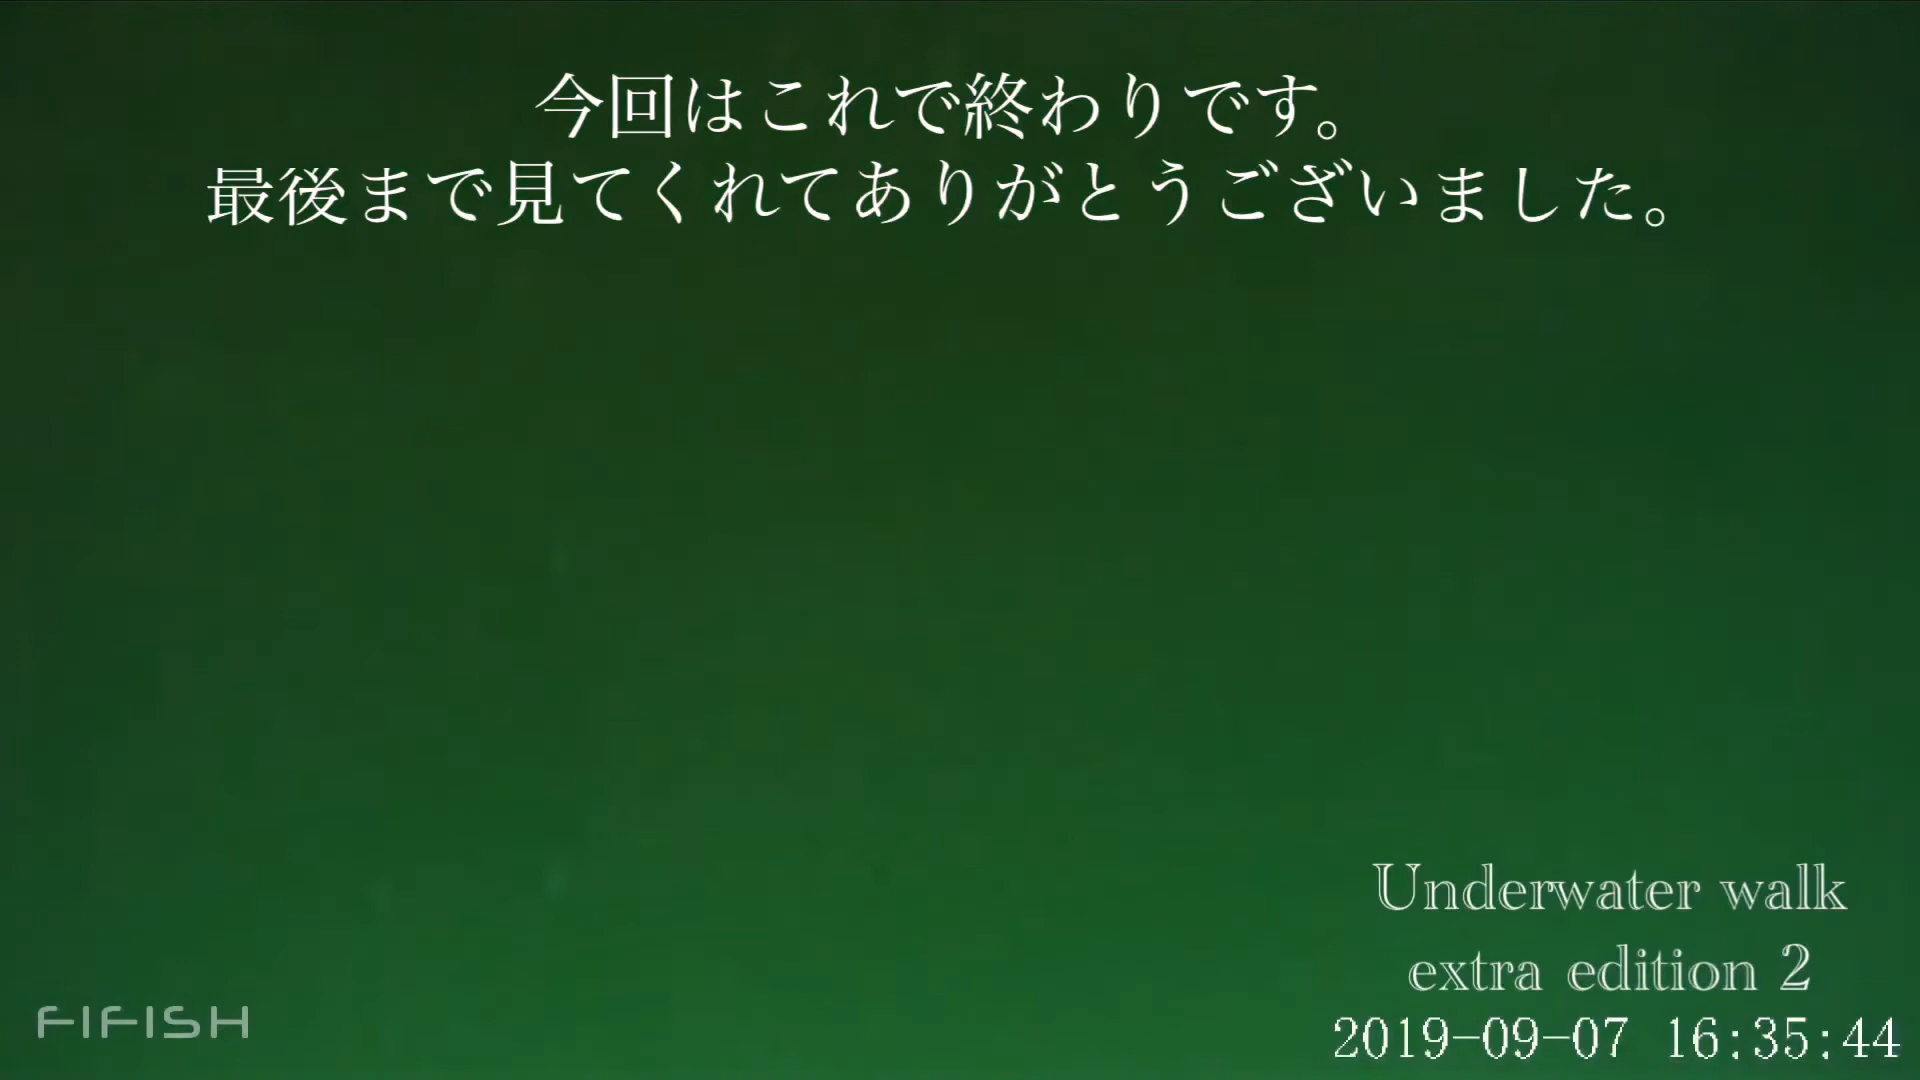 今回はこれで終わりです。
最後まで見てくれてありがとうございました。
Underwater walk
extra edition 2
FIFISH
2019-09-07 16:35:44